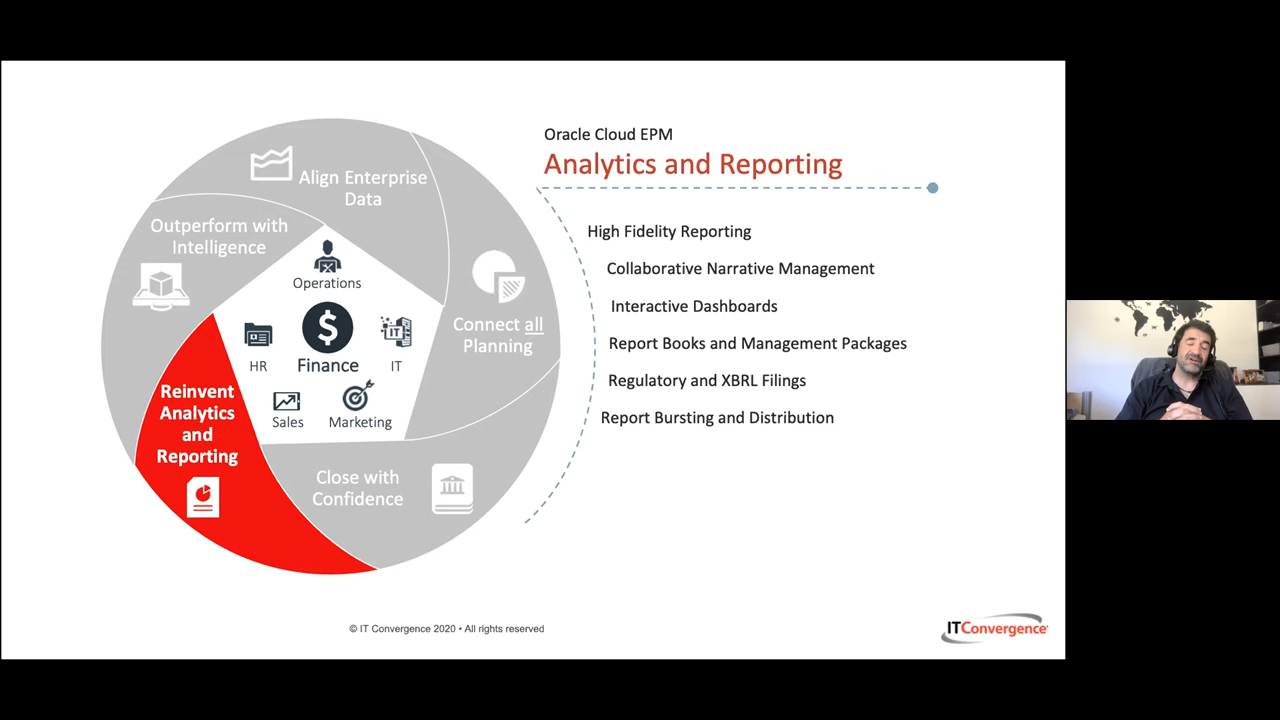 Oracle Cloud EPM
Analytics and Reporting
Align Enterprise
Data
Outperform with
Intelligence
Operations
HR
Finance
IT
IT
Sales
Marketing
Connect all
Planning
Reinvent
Analytics
and
Reporting
Close with
Confidence
High Fidelity Reporting
Collaborative Narrative Management
Interactive Dashboards
Report Books and Management Packages
Regulatory and XBRL Filings
Report Bursting and Distribution
© IT Convergence 2020 • All rights reserved
ITConvergence